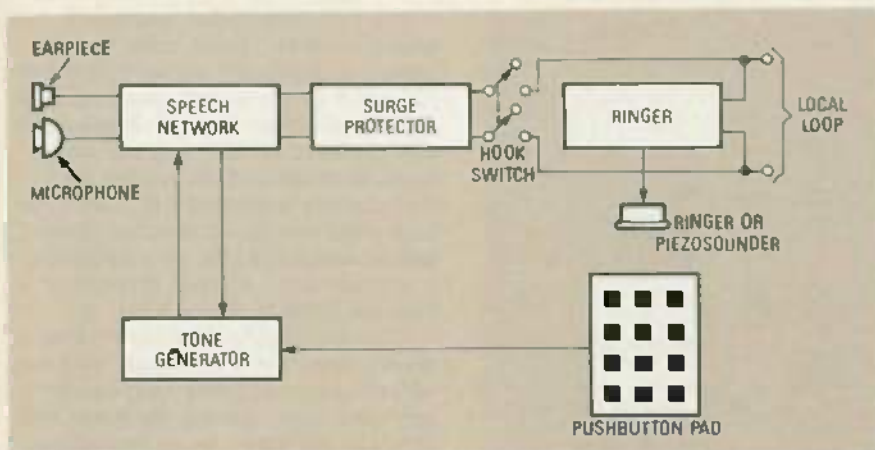 EARPIECE
MICROPHONE
SPEECH
NETWORK
SURGE
PROTECTOR
HOOK
SWITCH
RINGER
LOCAL
LOOP
RINGER OR
PIEZOSOUNDER
TONE
GENERATOR
PUSHBUTTON PAD